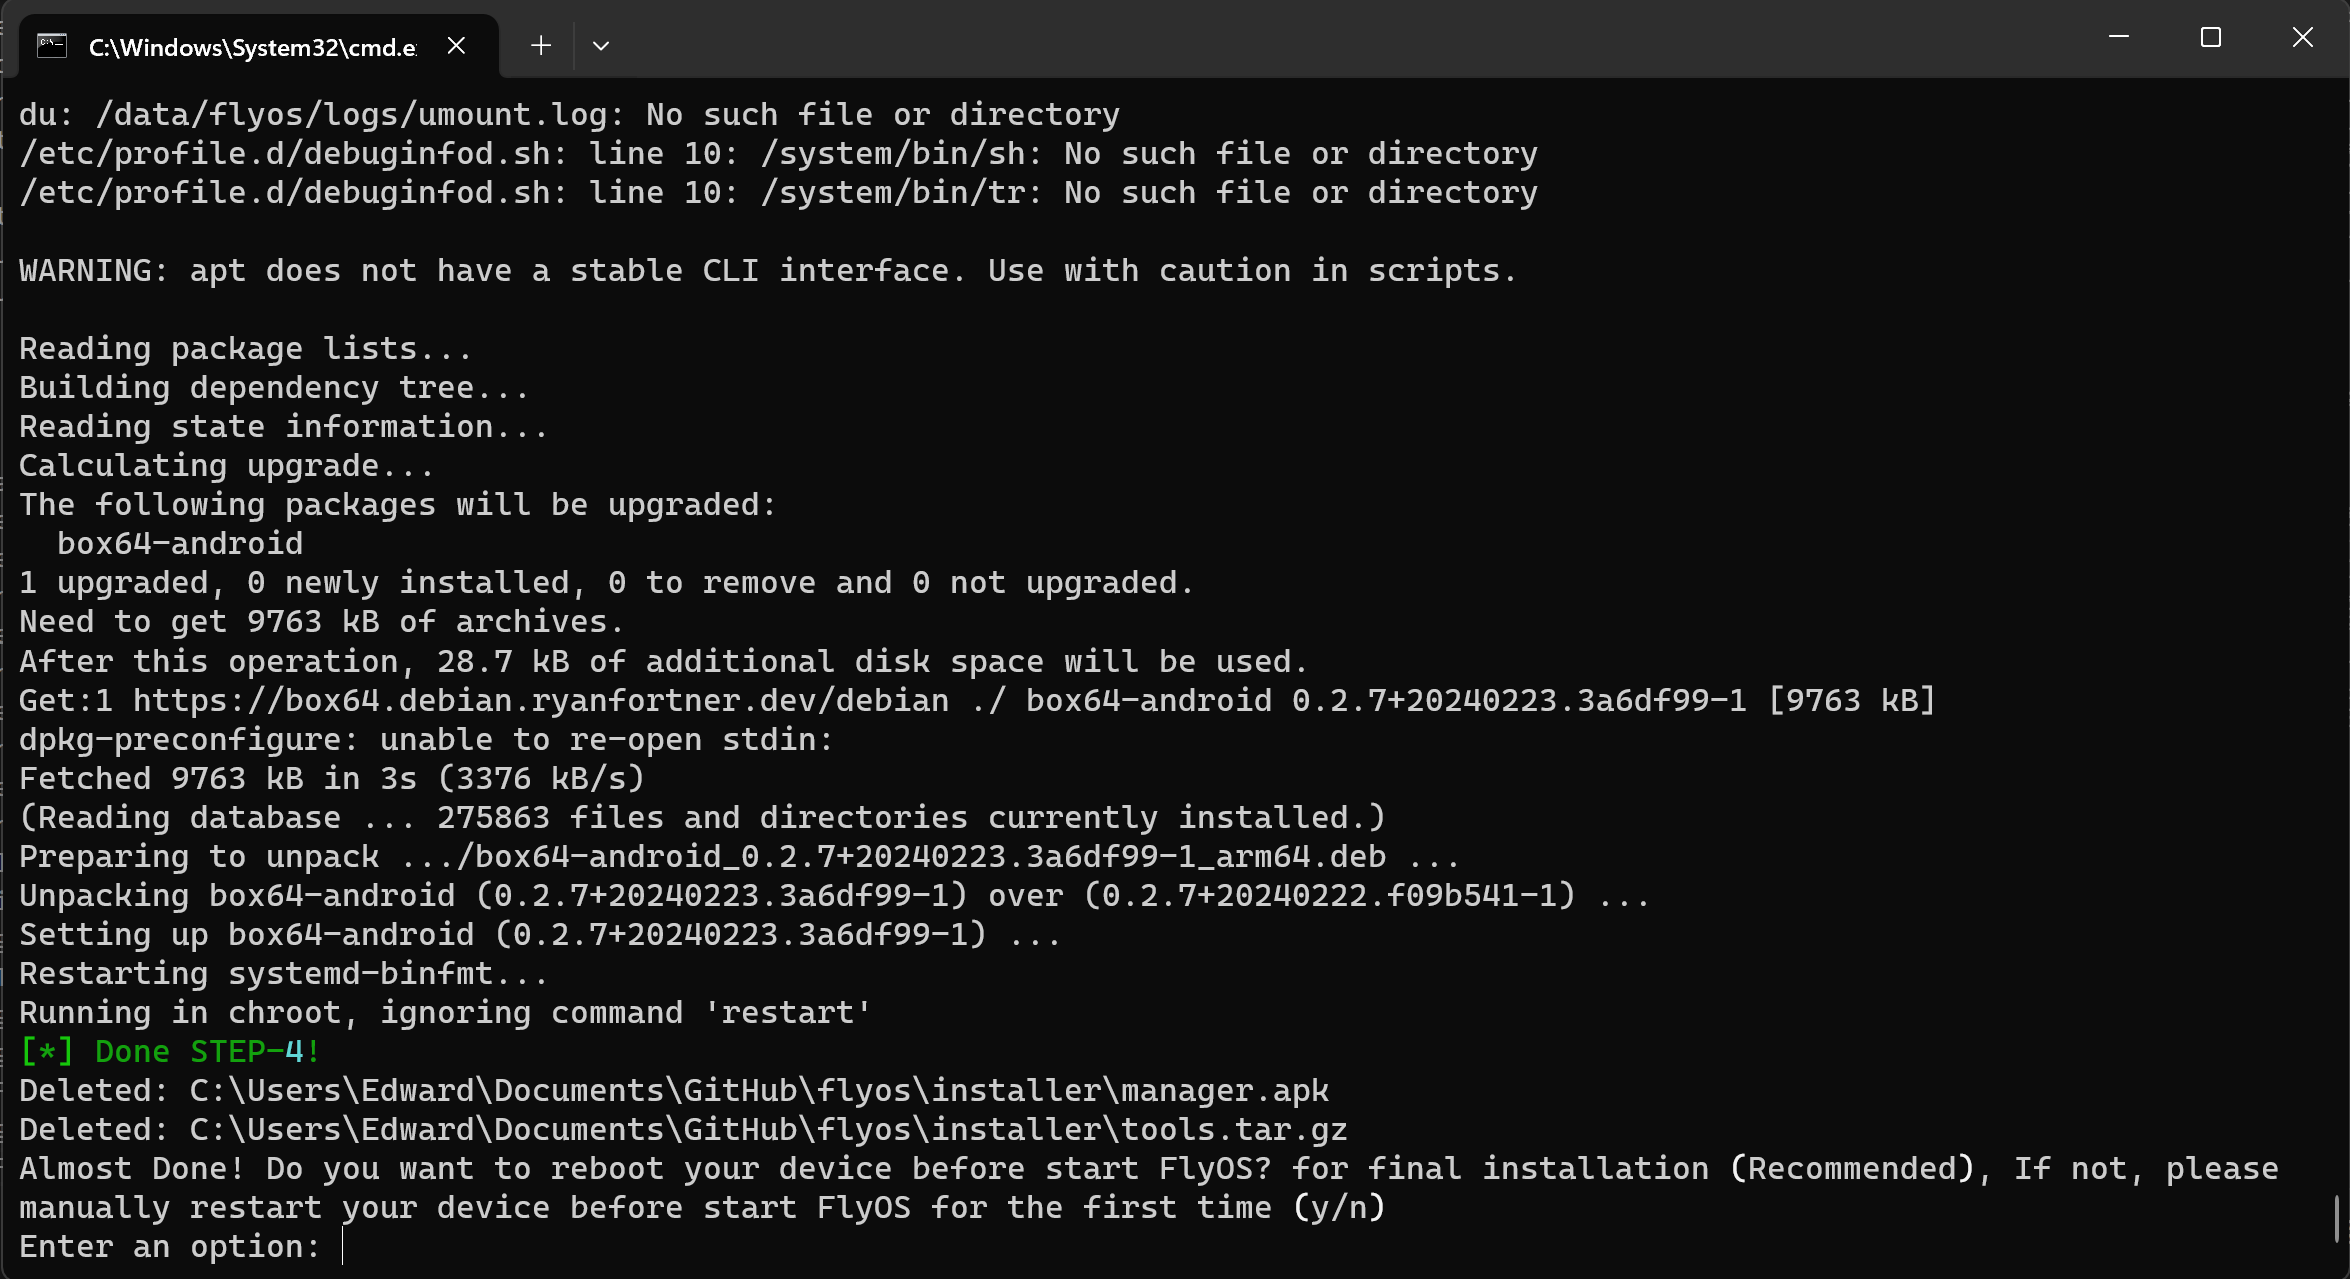 C:\Windows\System32\cmd.e
du: /data/flyos/logs/umount.log: No such file or directory
/etc/profile.d/debuginfod.sh: line 10: /system/bin/sh: No such file or directory
/etc/profile.d/debuginfod.sh: line 10: /system/bin/tr: No such file or directory
WARNING: apt does not have a stable CLI interface. Use with caution in scripts.
Reading package lists...
Building dependency tree...
Reading state information...
Calculating upgrade...
The following packages will be upgraded:
  box64-android
1 upgraded, 0 newly installed, 0 to remove and 0 not upgraded.
Need to get 9763 kB of archives.
After this operation, 28.7 kB of additional disk space will be used.
Get:1 https://box64.debian.ryanfortner.dev/debian ./ box64-android 0.2.7+20240223.3a6df99-1 [9763 kB]
dpkg-preconfigure: unable to re-open stdin:
Fetched 9763 kB in 3s (3376 kB/s)
(Reading database ... 275863 files and directories currently installed.)
Preparing to unpack .../box64-android_0.2.7+20240223.3a6df99-1_arm64.deb ...
Unpacking box64-android (0.2.7+20240223.3a6df99-1) over (0.2.7+20240222.f09b541-1) ...
Setting up box64-android (0.2.7+20240223.3a6df99-1) ...
Restarting systemd-binfmt...
Running in chroot, ignoring command 'restart'
[*] Done STEP-4!
Deleted: C:\Users\Edward\Documents\GitHub\flyos\installer\manager.apk
Deleted: C:\Users\Edward\Documents\GitHub\flyos\installer\tools.tar.gz
Almost Done! Do you want to reboot your device before start FlyOS? for final installation (Recommended), If not, please
manually restart your device before start FlyOS for the first time (y/n)
Enter an option: